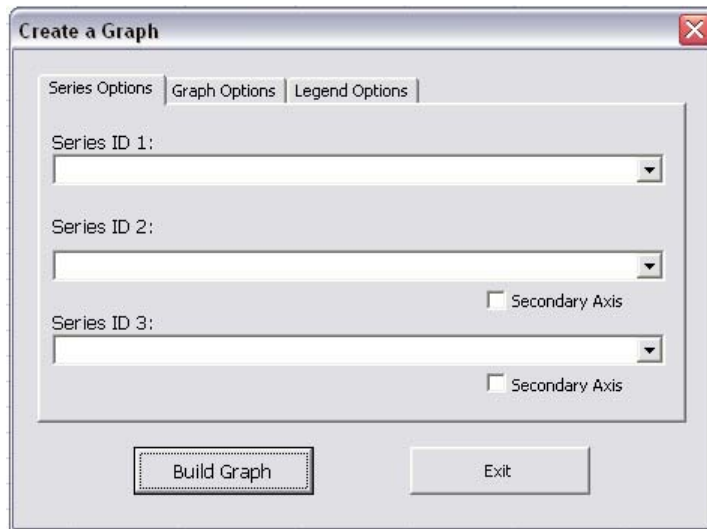 Create a Graph
Series Options Graph Options Legend Options
Series ID 1:
Series ID 2:
Secondary Axis
Series ID 3:
Secondary Axis
Build Graph Exit